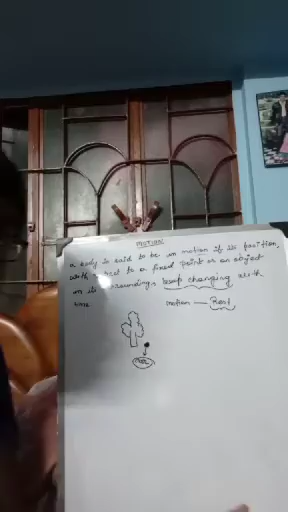 MOTION
A body is said to be in motion if its position,
with respect to a fixed point or an object
in its surroundings keep changing with
time. motion — Rest